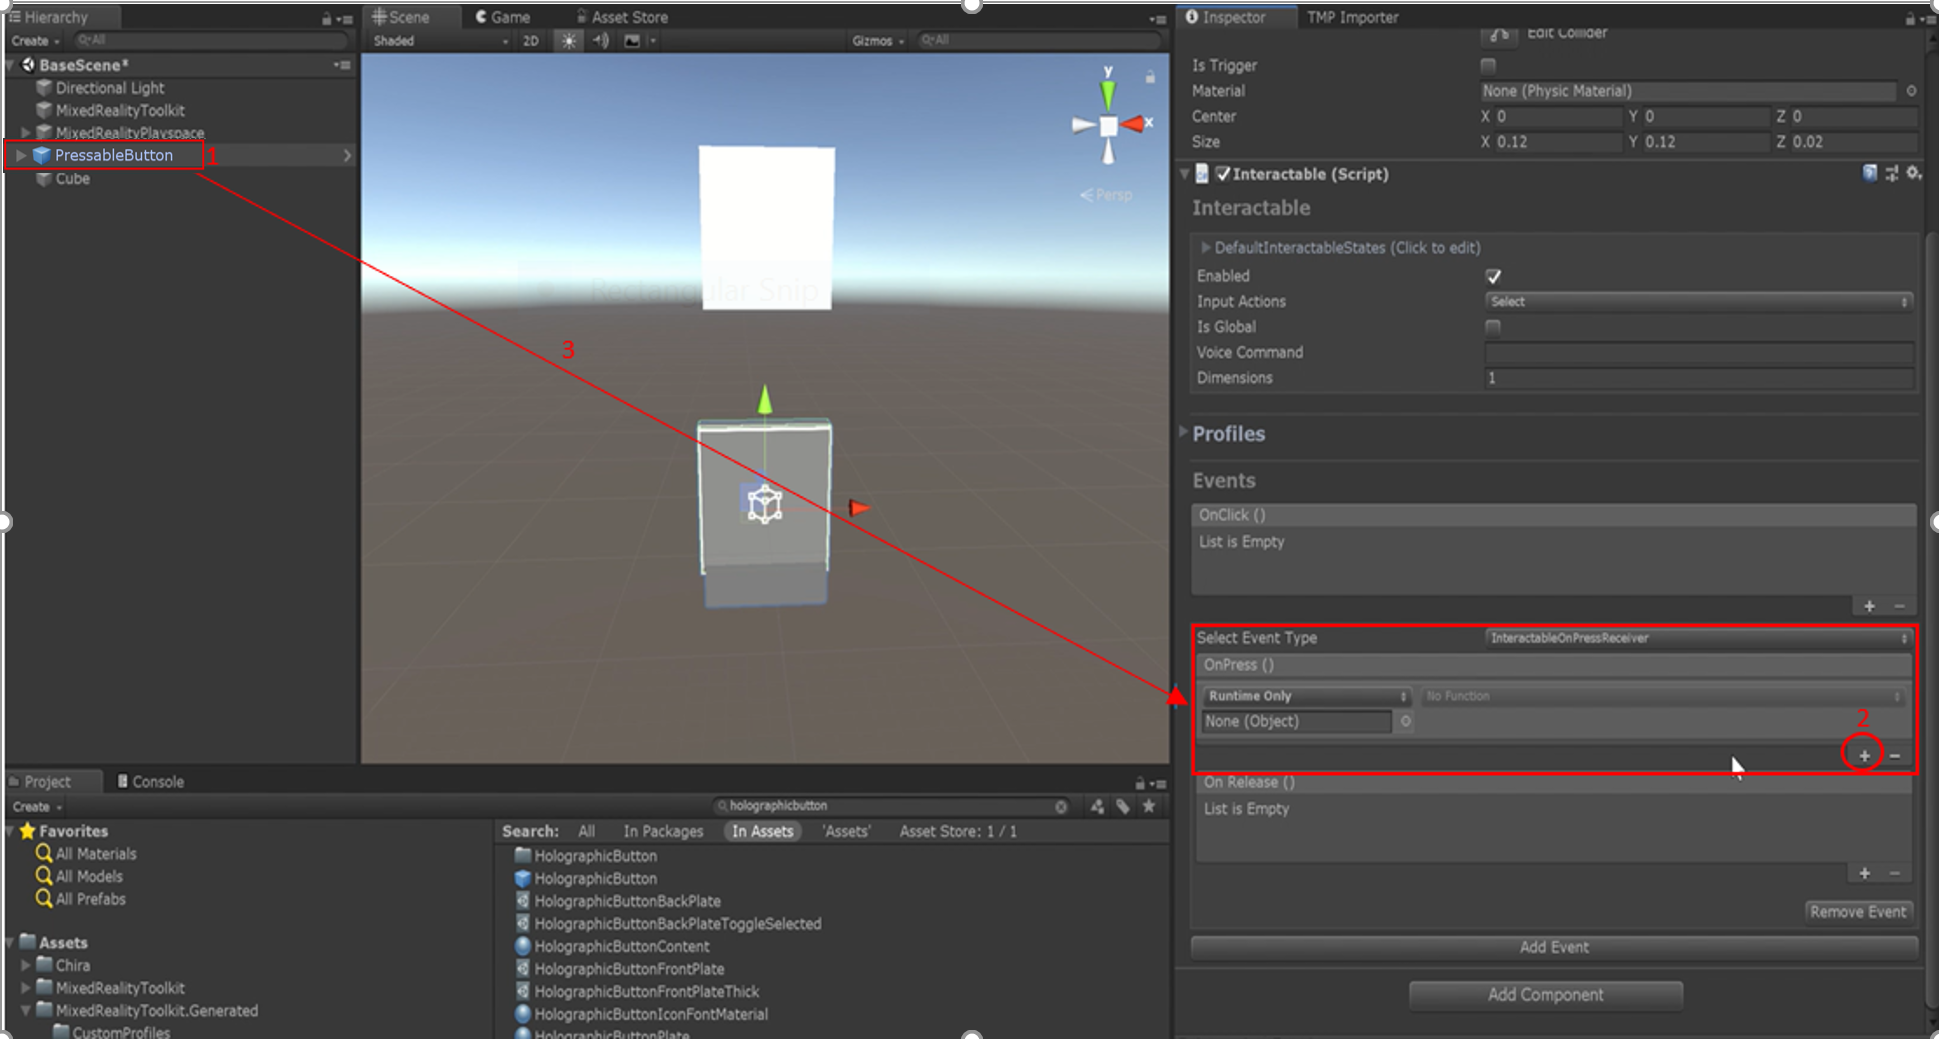 Hierarchy
Create
All
BaseScene*
Directional Light
MixedRealityToolkit
MixedRealityPlayspace
PressableButton
1
Cube
Scene
Game
Asset Store
Shaded
2D
Gizmos
All
y
x
Persp
Rectangular Snip
3
Inspector
TMP Importer
Edit Collider
Is Trigger
Material
None (Physic Material)
Center
X 0
Y 0
Z 0
Size
X 0.12
Y 0.12
Z 0.02
Interactable (Script)
Interactable
DefaultInteractableStates (Click to edit)
Enabled
Input Actions
Select
Is Global
Voice Command
Dimensions
1
Profiles
Events
OnClick ()
List is Empty
+ −
Select Event Type
InteractableOnPressReceiver
OnPress ()
Runtime Only
No Function
None (Object)
2
+ −
On Release ()
List is Empty
+ −
Remove Event
Add Event
Add Component
Project
Console
Create
holographicbutton
Favorites
All Materials
All Models
All Prefabs
Assets
Chira
MixedRealityToolkit
MixedRealityToolkit.Generated
CustomProfiles
Search: All In Packages In Assets 'Assets' Asset Store: 1 / 1
HolographicButton
HolographicButton
HolographicButtonBackPlate
HolographicButtonBackPlateToggleSelected
HolographicButtonContent
HolographicButtonFrontPlate
HolographicButtonFrontPlateThick
HolographicButtonIconFontMaterial
HolographicButtonPlate